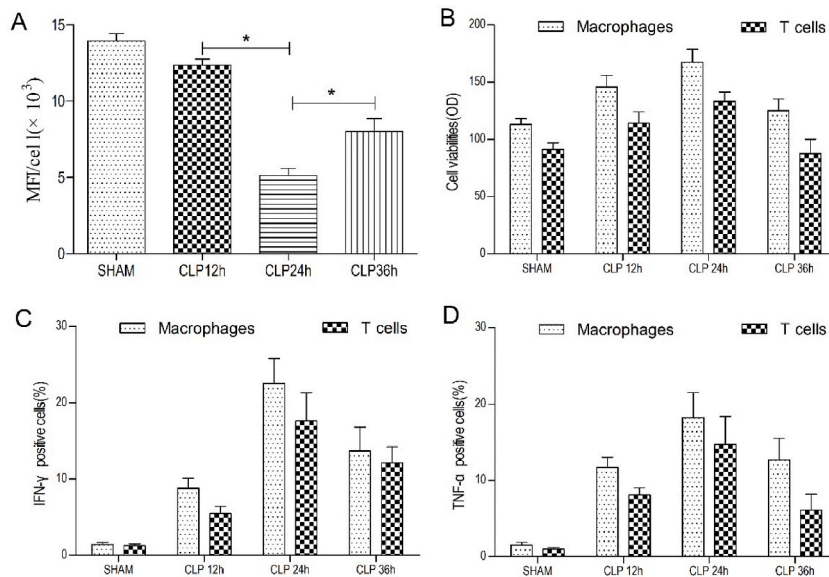 A
MFI/cel l(× 10³)
15
10
5
0
*
*
SHAM
CLP12h
CLP24h
CLP36h
B
Macrophages
T cells
Cell viabilities(OD)
200
150
100
50
0
SHAM
CLP 12h
CLP 24h
CLP 36h
C
Macrophages
T cells
IFN-γ positive cells(%)
30
20
10
0
SHAM
CLP 12h
CLP 24h
CLP 36h
D
Macrophages
T cells
TNF-α positive cells(%)
30
20
10
0
SHAM
CLP 12h
CLP 24h
CLP 36h